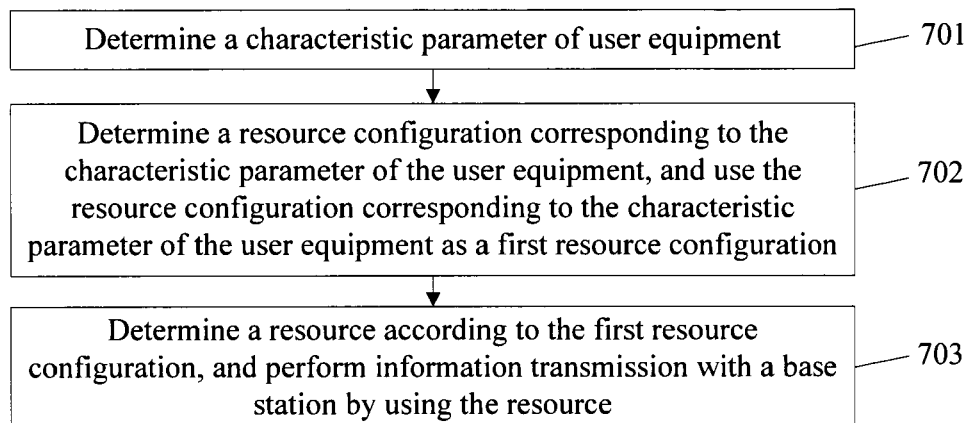 Determine a characteristic parameter of user equipment
701
Determine a resource configuration corresponding to the
characteristic parameter of the user equipment, and use the
resource configuration corresponding to the characteristic
parameter of the user equipment as a first resource configuration
702
Determine a resource according to the first resource
configuration, and perform information transmission with a base
station by using the resource
703